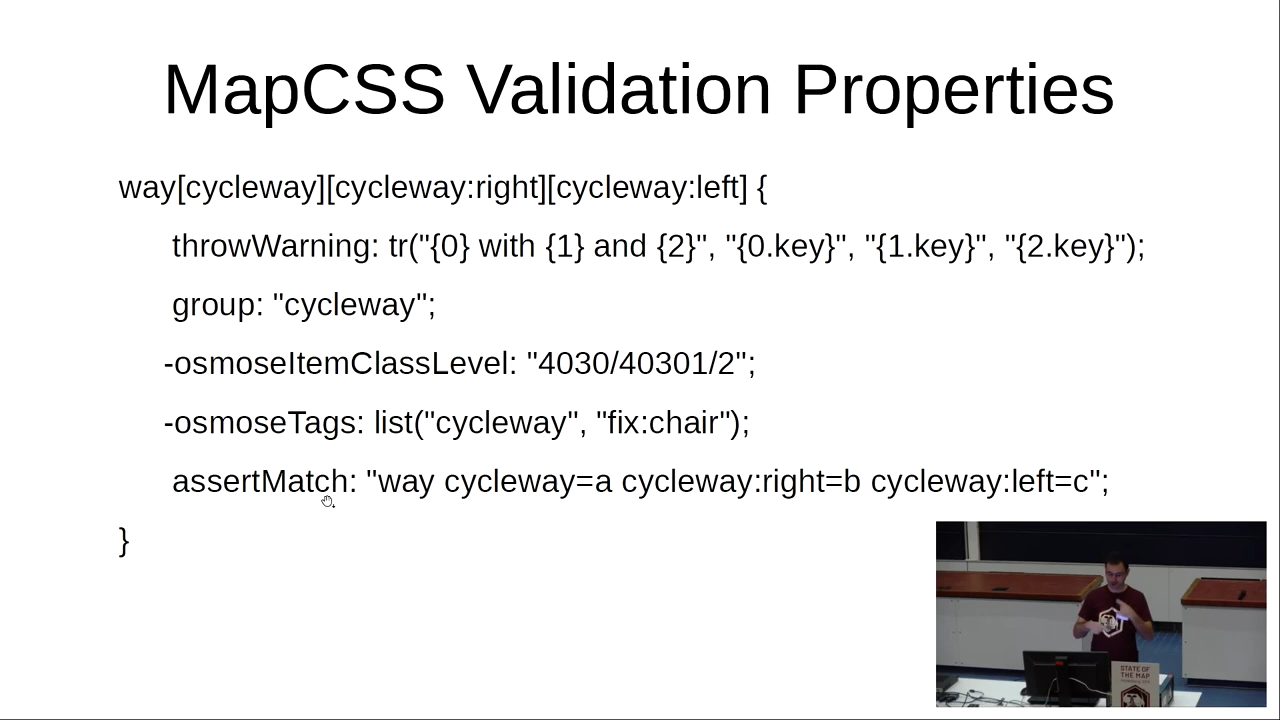 MapCSS Validation Properties
way[cycleway][cycleway:right][cycleway:left] {
throwWarning: tr("{0} with {1} and {2}", "{0.key}", "{1.key}", "{2.key}");
group: "cycleway";
-osmoseItemClassLevel: "4030/40301/2";
-osmoseTags: list("cycleway", "fix:chair");
assertMatch: "way cycleway=a cycleway:right=b cycleway:left=c";
}
STATE OF
THE MAP